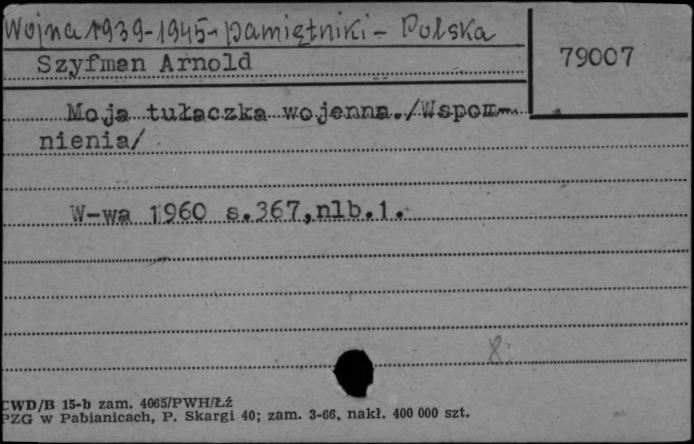 Wojna 1939-1945- pamiętniki - Polska
Szyfman Arnold
79007
Moja tułaczka wojenna./Wspom-
nienia/
W-wa 1960 s.367,nlb.1.
8.
CWD/B 15-b zam. 4065/PWH/Łź
PZG w Pabianicach, P. Skargi 40; zam. 3-66, nakł. 400 000 szt.